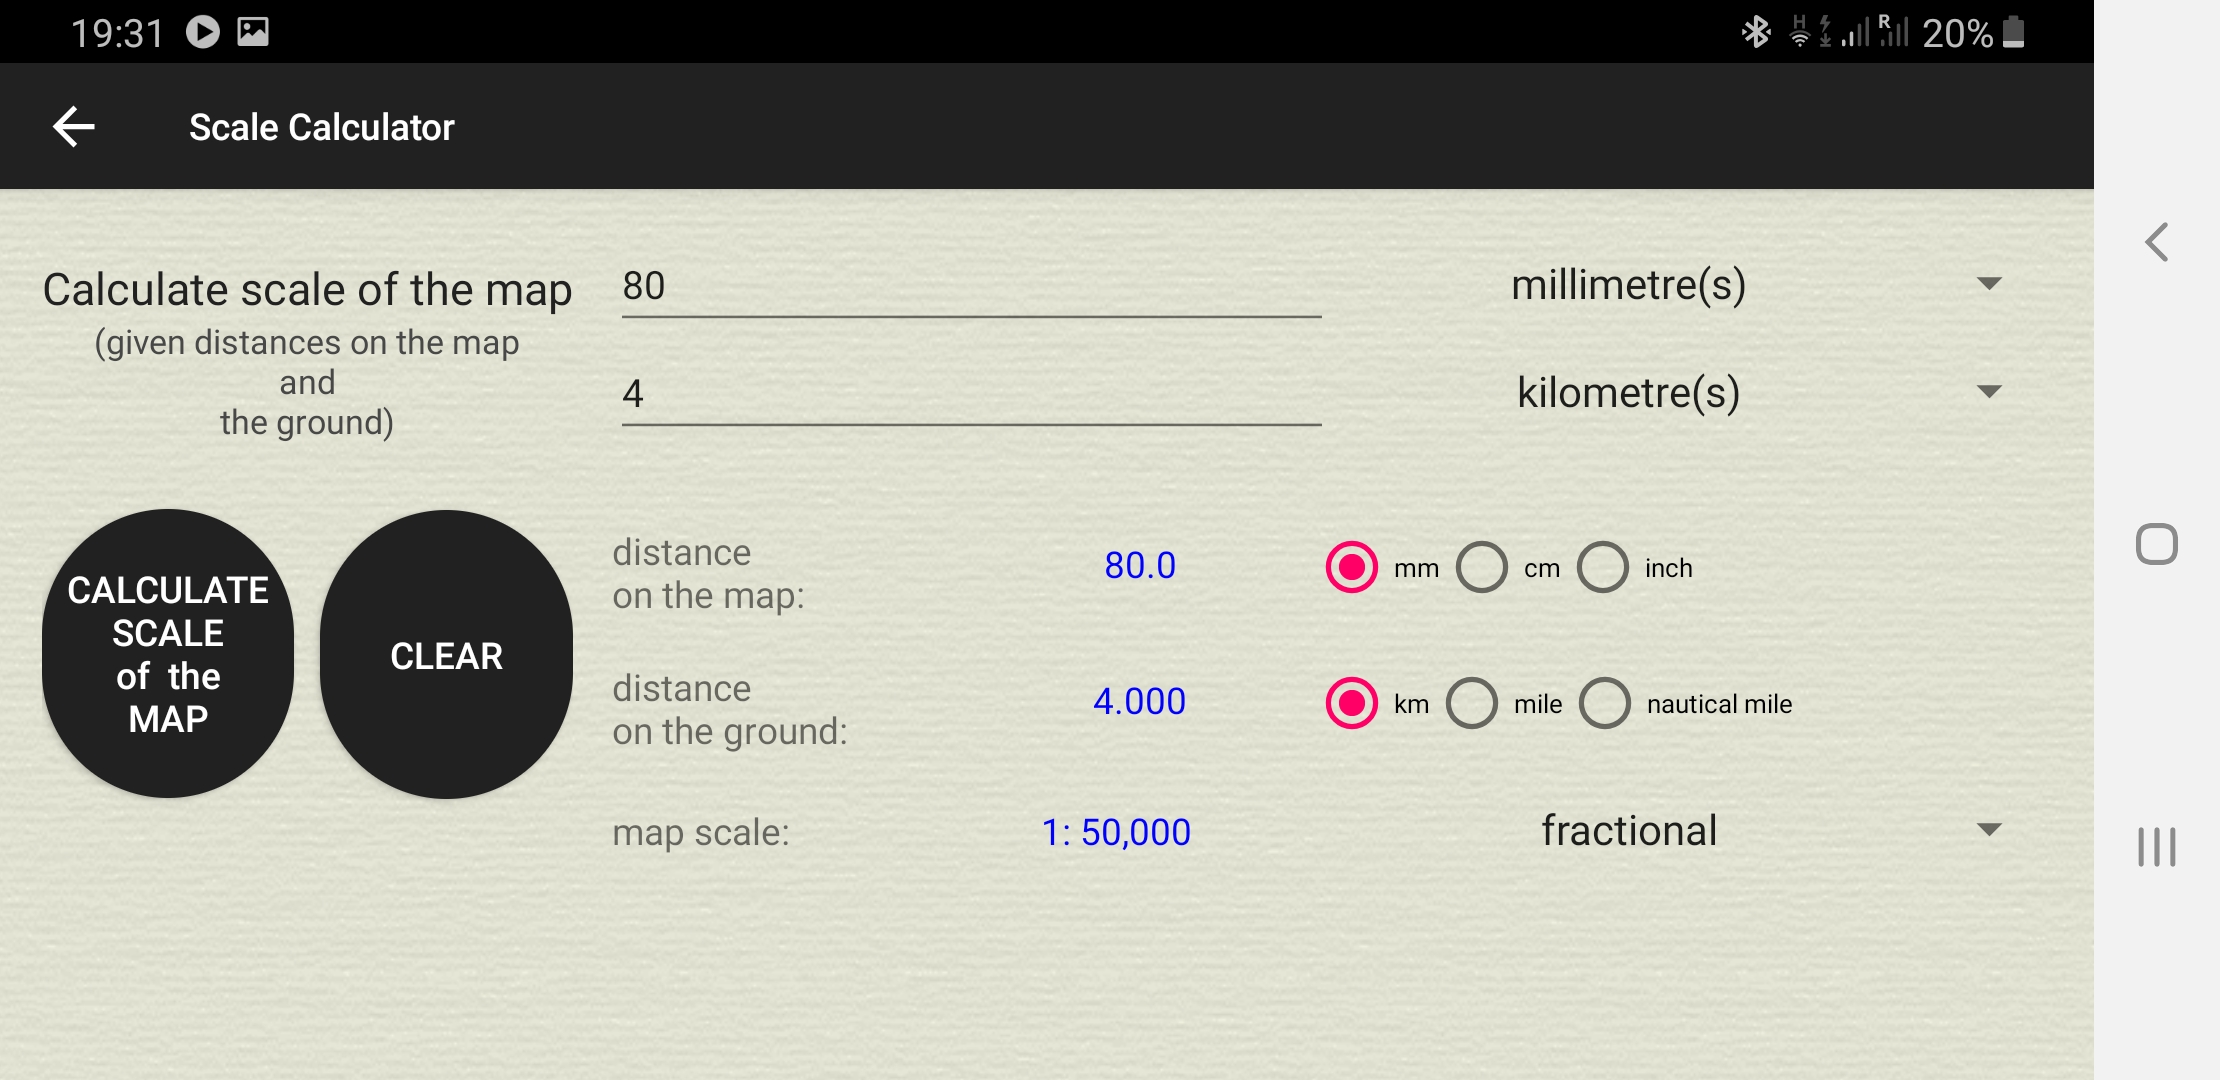 19:31
H R 20%
Scale Calculator
Calculate scale of the map
(given distances on the map
and
the ground)
80
millimetre(s)
4
kilometre(s)
CALCULATE
SCALE
of the
MAP
CLEAR
distance
on the map:
80.0
mm cm inch
distance
on the ground:
4.000
km mile nautical mile
map scale:
1: 50,000
fractional